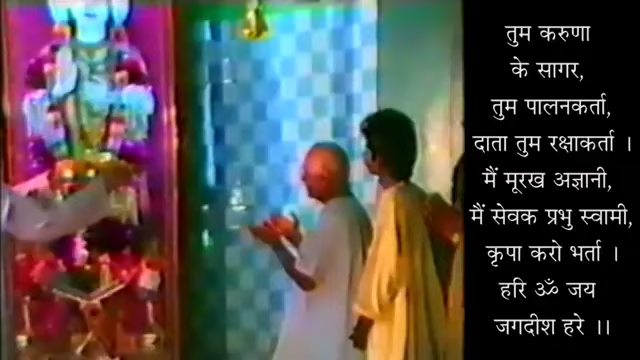 तुम करुणा
के सागर,
तुम पालनकर्ता,
दाता तुम रक्षाकर्ता ।
मैं मूरख अज्ञानी,
मैं सेवक प्रभु स्वामी,
कृपा करो भर्ता ।
हरि ॐ जय
जगदीश हरे ।।